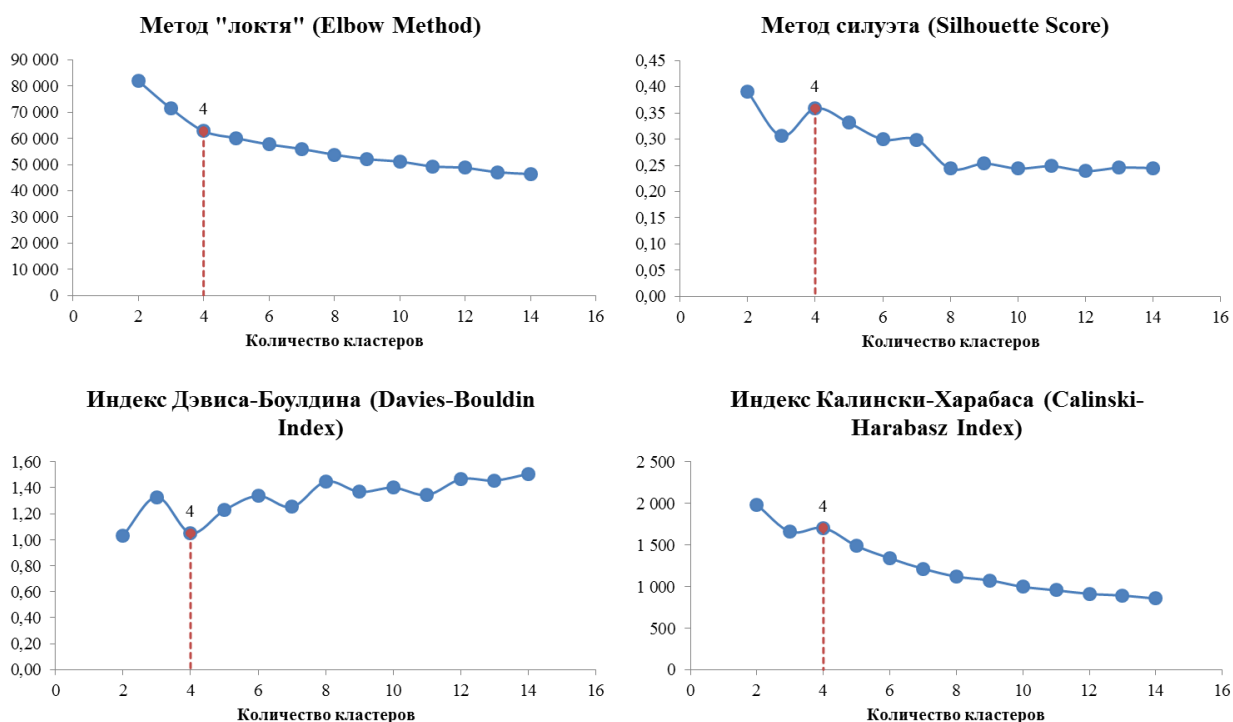 Метод "локтя" (Elbow Method)
90 000
80 000
70 000
60 000
50 000
40 000
30 000
20 000
10 000
0
4
0 2 4 6 8 10 12 14 16
Количество кластеров
Метод силуэта (Silhouette Score)
0,45
0,40
0,35
0,30
0,25
0,20
0,15
0,10
0,05
0,00
4
0 2 4 6 8 10 12 14 16
Количество кластеров
Индекс Дэвиса-Боулдина (Davies-Bouldin
Index)
1,60
1,40
1,20
1,00
0,80
0,60
0,40
0,20
0,00
4
0 2 4 6 8 10 12 14 16
Количество кластеров
Индекс Калински-Харабаса (Calinski-
Harabasz Index)
2 500
2 000
1 500
1 000
500
0
4
0 2 4 6 8 10 12 14 16
Количество кластеров